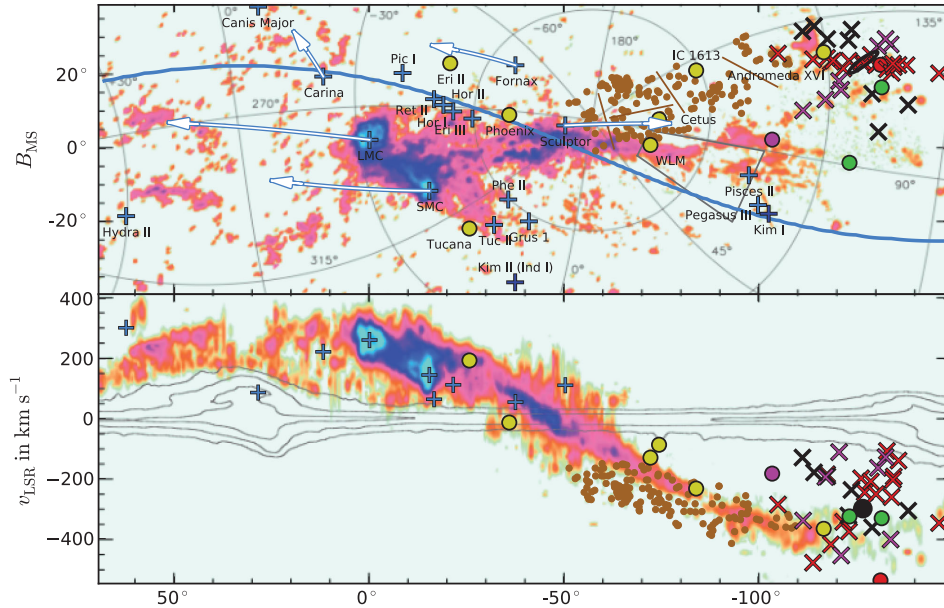 Canis Major
0°
-30°
-60°
180°
IC 1613
135°
Pic I
Eri II
Fornax
Andromeda XVI
20°
30°
Carina
270°
Hor II
Ret II
Hor I
Eri III
Phoenix
Sculptor
Cetus
B_MS
0°
LMC
WLM
90°
Phe II
SMC
Pisces II
Pegasus III
-20°
Hydra II
Tucana
Tuc II
Grus 1
Kim I
45°
315°
Kim II (Ind I)
0°
400
200
0
v_LSR in km s⁻¹
-200
-400
50°
0°
-50°
-100°